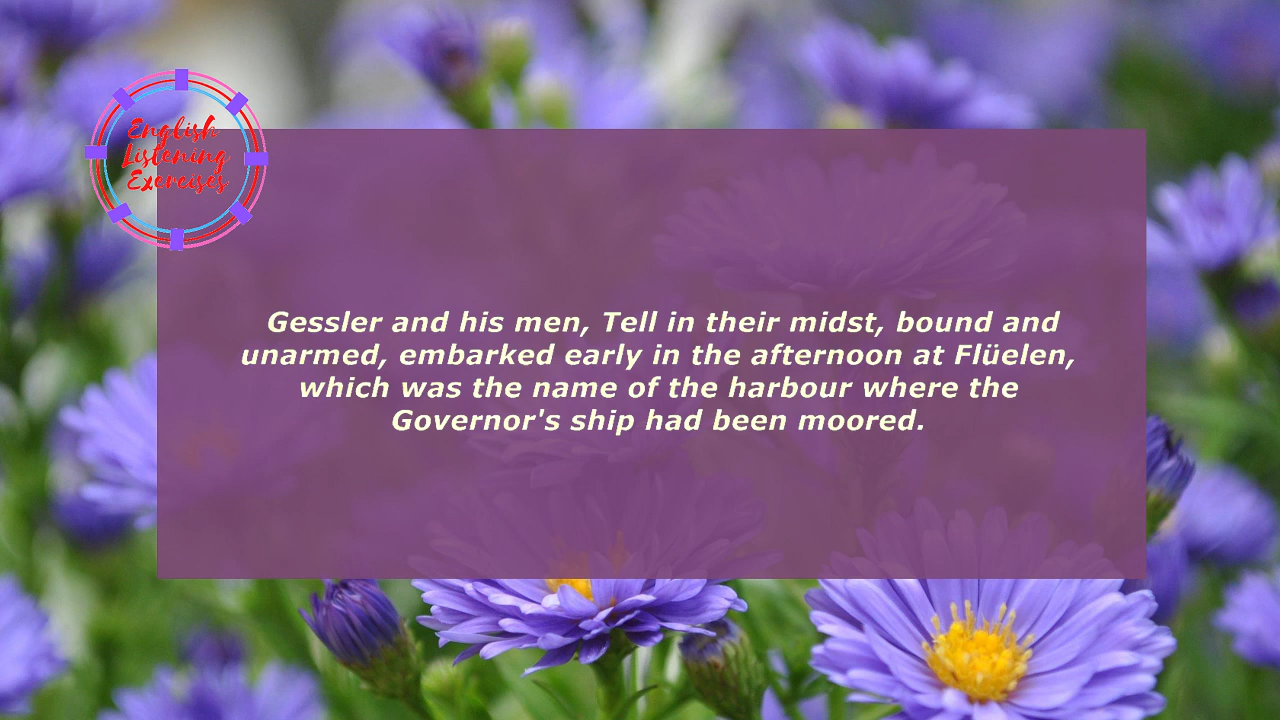 English
Listening
Exercises
Gessler and his men, Tell in their midst, bound and
unarmed, embarked early in the afternoon at Flüelen,
which was the name of the harbour where the
Governor's ship had been moored.